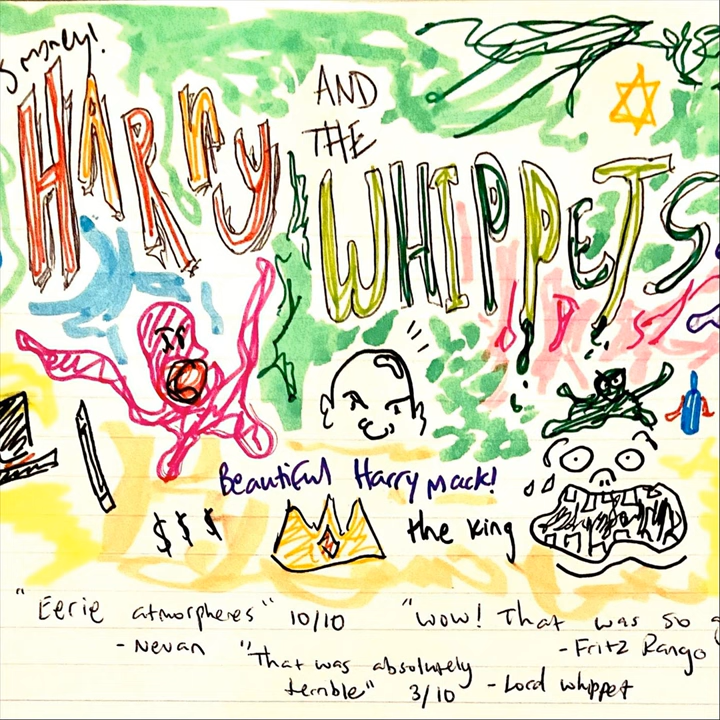 money!
HARRY
AND
THE
WHIPPETS
Beautiful Harry Mack!
$ $ $
the King
"Eerie atmorpheres" 10/10
- Nevan
"Wow! That was so
- Fritz Rango
"That was absolutely
terrible" 3/10
- Lord whippet